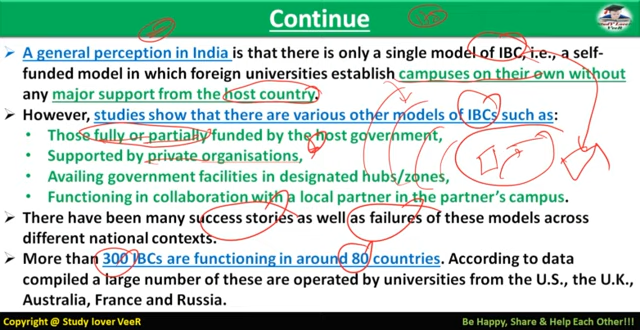 Continue
➢ A general perception in India is that there is only a single model of IBC, i.e., a self-
funded model in which foreign universities establish campuses on their own without
any major support from the host country.
➢ However, studies show that there are various other models of IBCs such as:
• Those fully or partially funded by the host government,
• Supported by private organisations,
• Availing government facilities in designated hubs/zones,
• Functioning in collaboration with a local partner in the partner's campus.
➢ There have been many success stories as well as failures of these models across
different national contexts.
➢ More than 300 IBCs are functioning in around 80 countries. According to data
compiled a large number of these are operated by universities from the U.S., the U.K.,
Australia, France and Russia.
Instagram @ Study lover VeeR Be Happy, Share & Help Each Other!!!